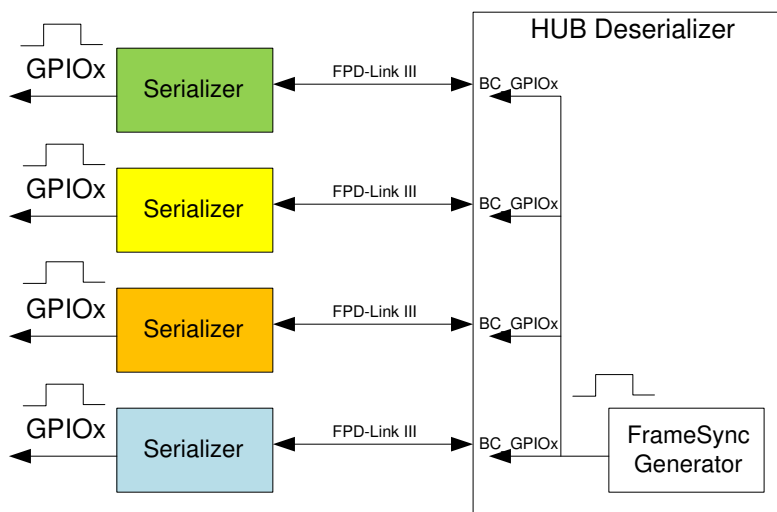 HUB Deserializer
GPIOx
Serializer
FPD-Link III
BC_GPIOx
GPIOx
Serializer
FPD-Link III
BC_GPIOx
GPIOx
Serializer
FPD-Link III
BC_GPIOx
GPIOx
Serializer
FPD-Link III
BC_GPIOx
FrameSync
Generator